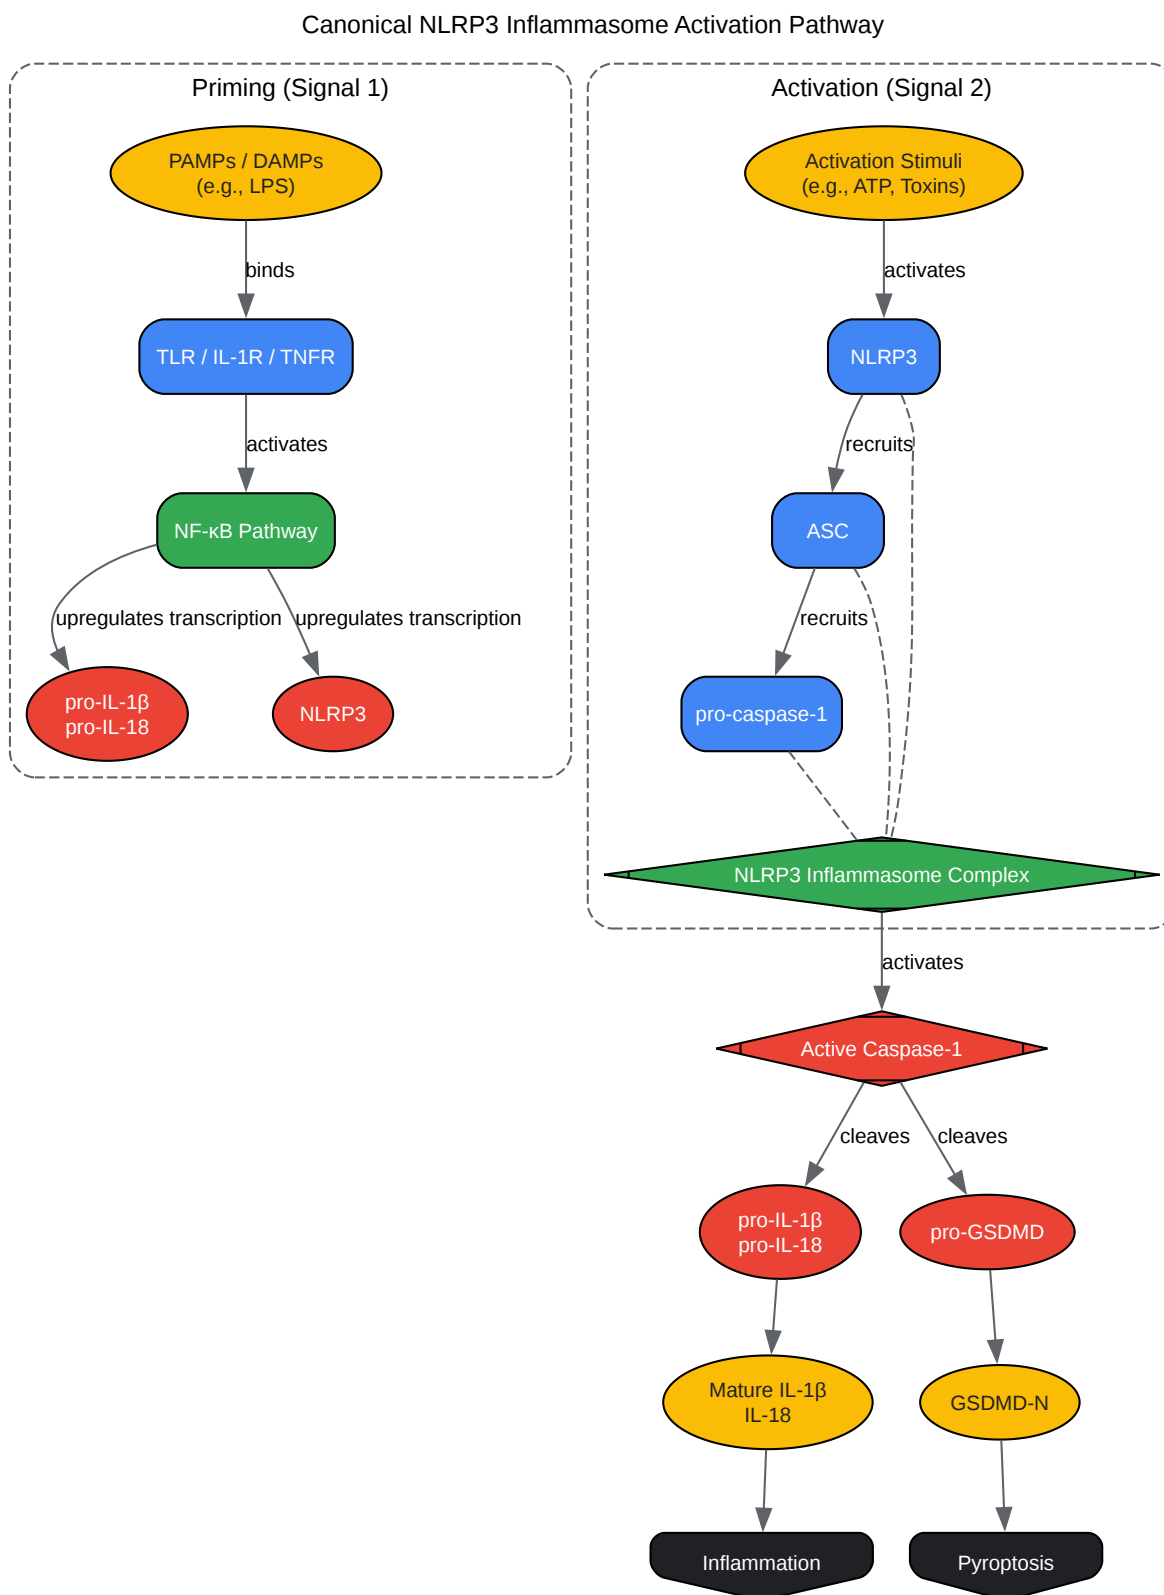 Canonical NLRP3 Inflammasome Activation Pathway
Priming (Signal 1)
PAMPs / DAMPs
(e.g., LPS)
binds
TLR / IL-1R / TNFR
activates
NF-κB Pathway
upregulates transcription
upregulates transcription
pro-IL-1β
pro-IL-18
NLRP3
Activation (Signal 2)
Activation Stimuli
(e.g., ATP, Toxins)
activates
NLRP3
recruits
ASC
recruits
pro-caspase-1
NLRP3 Inflammasome Complex
activates
Active Caspase-1
cleaves
cleaves
pro-IL-1β
pro-IL-18
pro-GSDMD
Mature IL-1β
IL-18
GSDMD-N
Inflammation
Pyroptosis